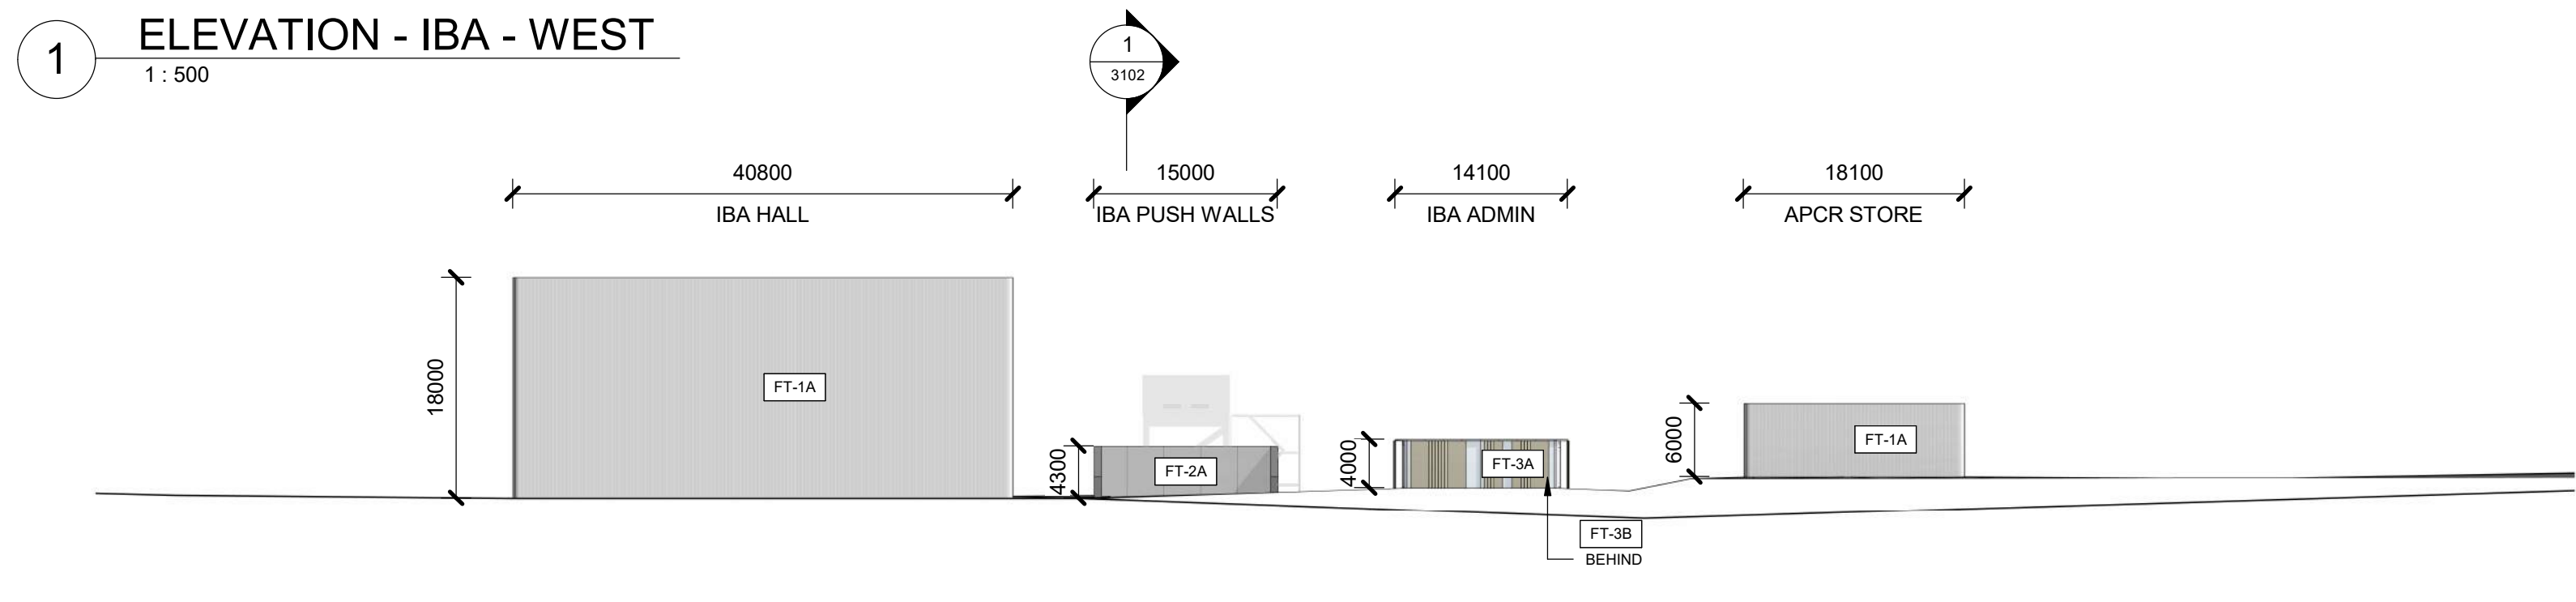 1
ELEVATION - IBA - WEST
1 : 500
1
3102
40800
IBA HALL
15000
IBA PUSH WALLS
14100
IBA ADMIN
18100
APCR STORE
18000
FT-1A
4300
FT-2A
4000
FT-3A
6000
FT-1A
FT-3B
BEHIND